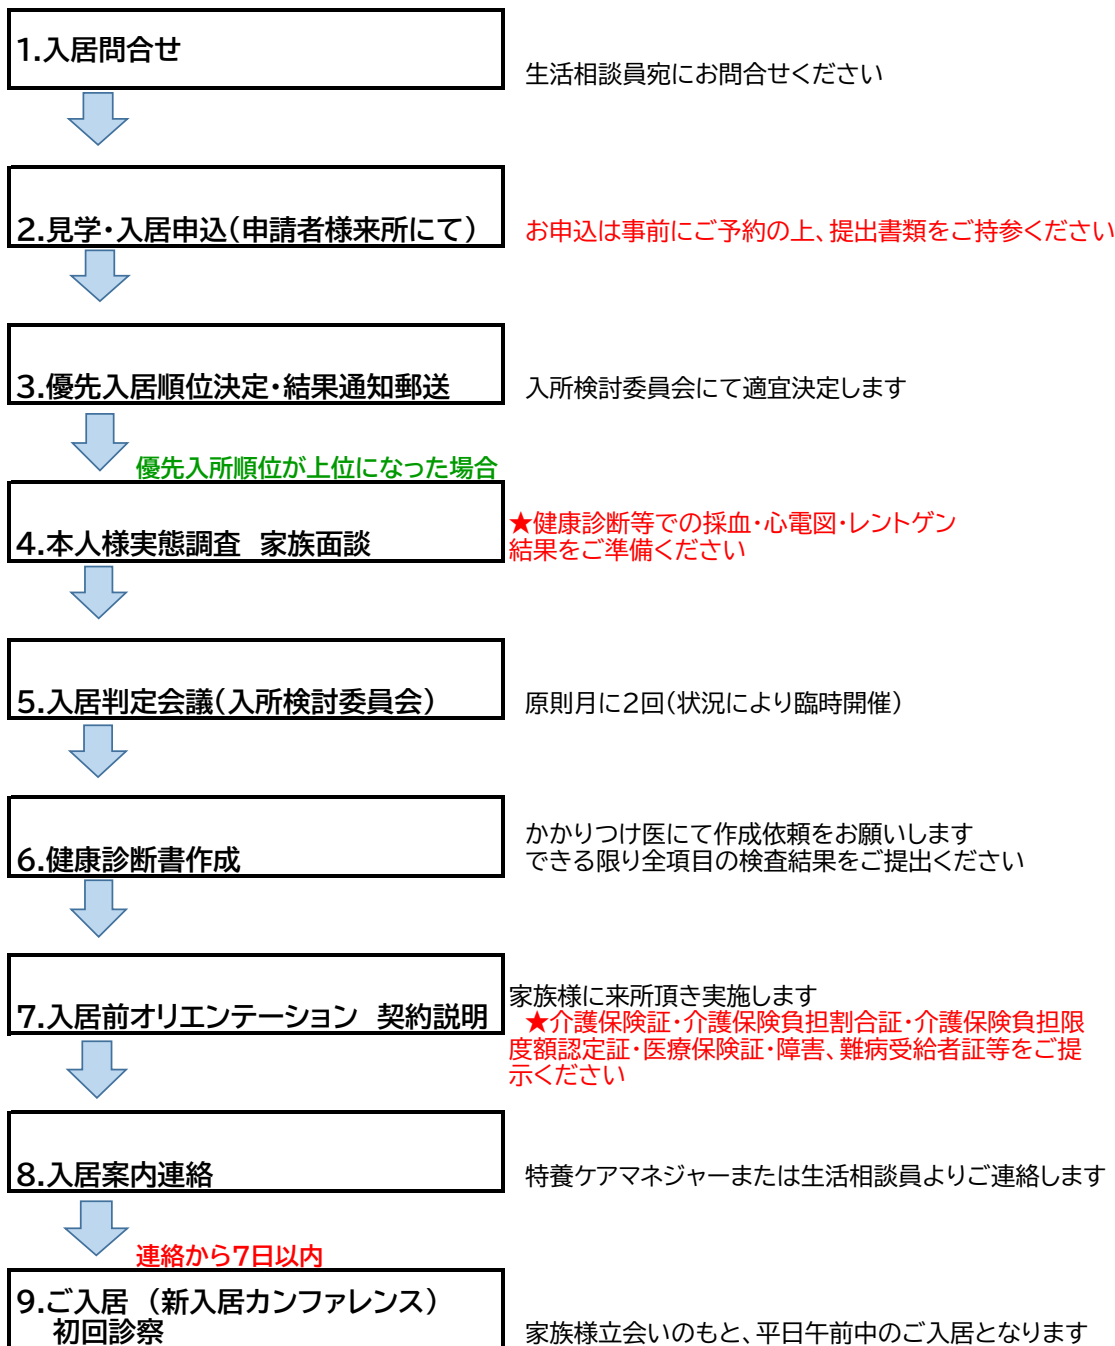 1.入居問合せ
生活相談員宛にお問合せください
2.見学・入居申込(申請者様来所にて)
お申込は事前にご予約の上、提出書類をご持参ください
3.優先入居順位決定・結果通知郵送
入所検討委員会にて適宜決定します
優先入所順位が上位になった場合
4.本人様実態調査　家族面談
★健康診断等での採血・心電図・レントゲン
結果をご準備ください
5.入居判定会議(入所検討委員会)
原則月に2回(状況により臨時開催)
6.健康診断書作成
かかりつけ医にて作成依頼をお願いします
できる限り全項目の検査結果をご提出ください
7.入居前オリエンテーション　契約説明
家族様に来所頂き実施します
★介護保険証・介護保険負担割合証・介護保険負担限
度額認定証・医療保険証・障害、難病受給者証等をご提
示ください
8.入居案内連絡
特養ケアマネジャーまたは生活相談員よりご連絡します
連絡から7日以内
9.ご入居　(新入居カンファレンス)
初回診察
家族様立会いのもと、平日午前中のご入居となります